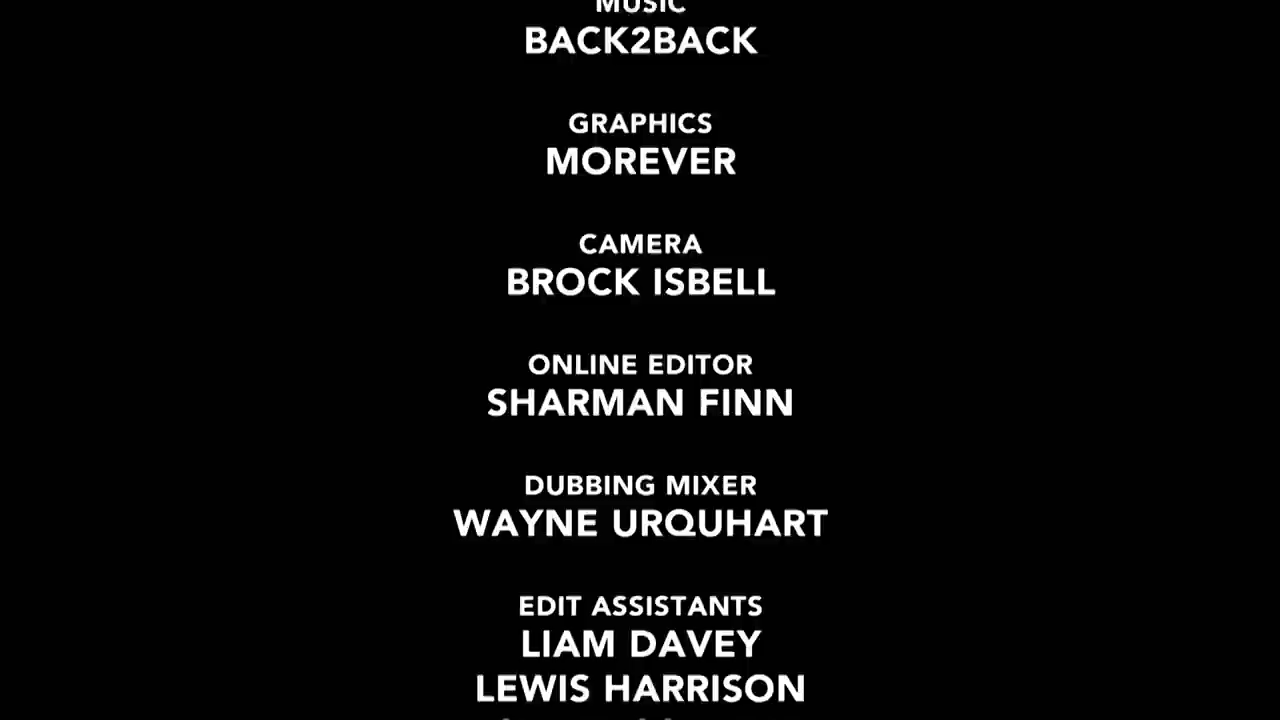 MUSIC
BACK2BACK
GRAPHICS
MOREVER
CAMERA
BROCK ISBELL
ONLINE EDITOR
SHARMAN FINN
DUBBING MIXER
WAYNE URQUHART
EDIT ASSISTANTS
LIAM DAVEY
LEWIS HARRISON